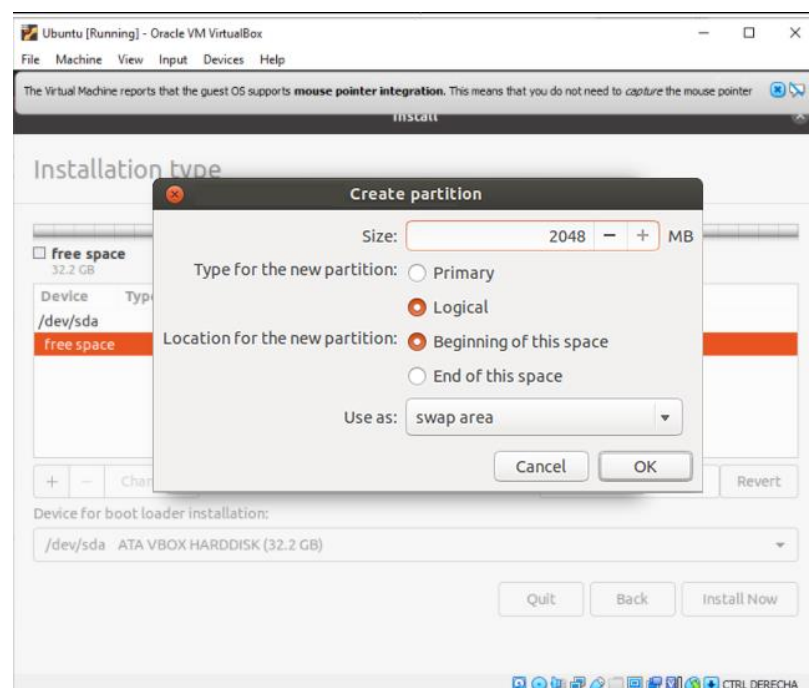 Ubuntu [Running] - Oracle VM VirtualBox
File Machine View Input Devices Help
The Virtual Machine reports that the guest OS supports mouse pointer integration. This means that you do not need to capture the mouse pointer
Install
Installation type
Create partition
Size: 2048 − + MB
free space
32.2 GB
Type for the new partition: Primary
Logical
Device Typ
/dev/sda
free space
Location for the new partition: Beginning of this space
End of this space
Use as: swap area
Cancel OK
+ − Chan Revert
Device for boot loader installation:
/dev/sda ATA VBOX HARDDISK (32.2 GB)
Quit Back Install Now
CTRL DERECHA